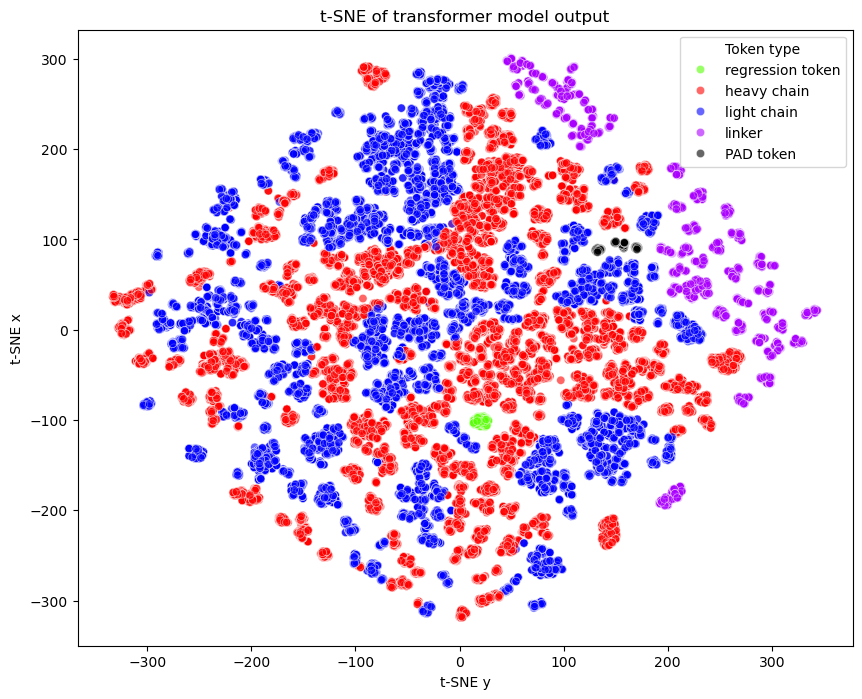 t-SNE of transformer model output
Token type
regression token
heavy chain
light chain
linker
PAD token
300
200
100
0
−100
−200
−300
t-SNE x
−300
−200
−100
0
100
200
300
t-SNE y